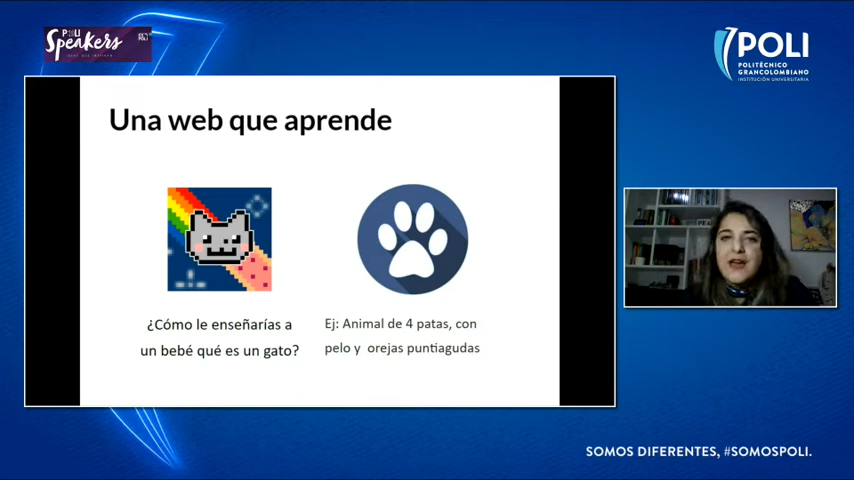 POLI
Speakers
POLI
POLITÉCNICO
GRANCOLOMBIANO
INSTITUCIÓN UNIVERSITARIA
Una web que aprende
¿Cómo le enseñarías a
un bebé qué es un gato?
Ej: Animal de 4 patas, con
pelo y orejas puntiagudas
SOMOS DIFERENTES, #SOMOSPOLI.